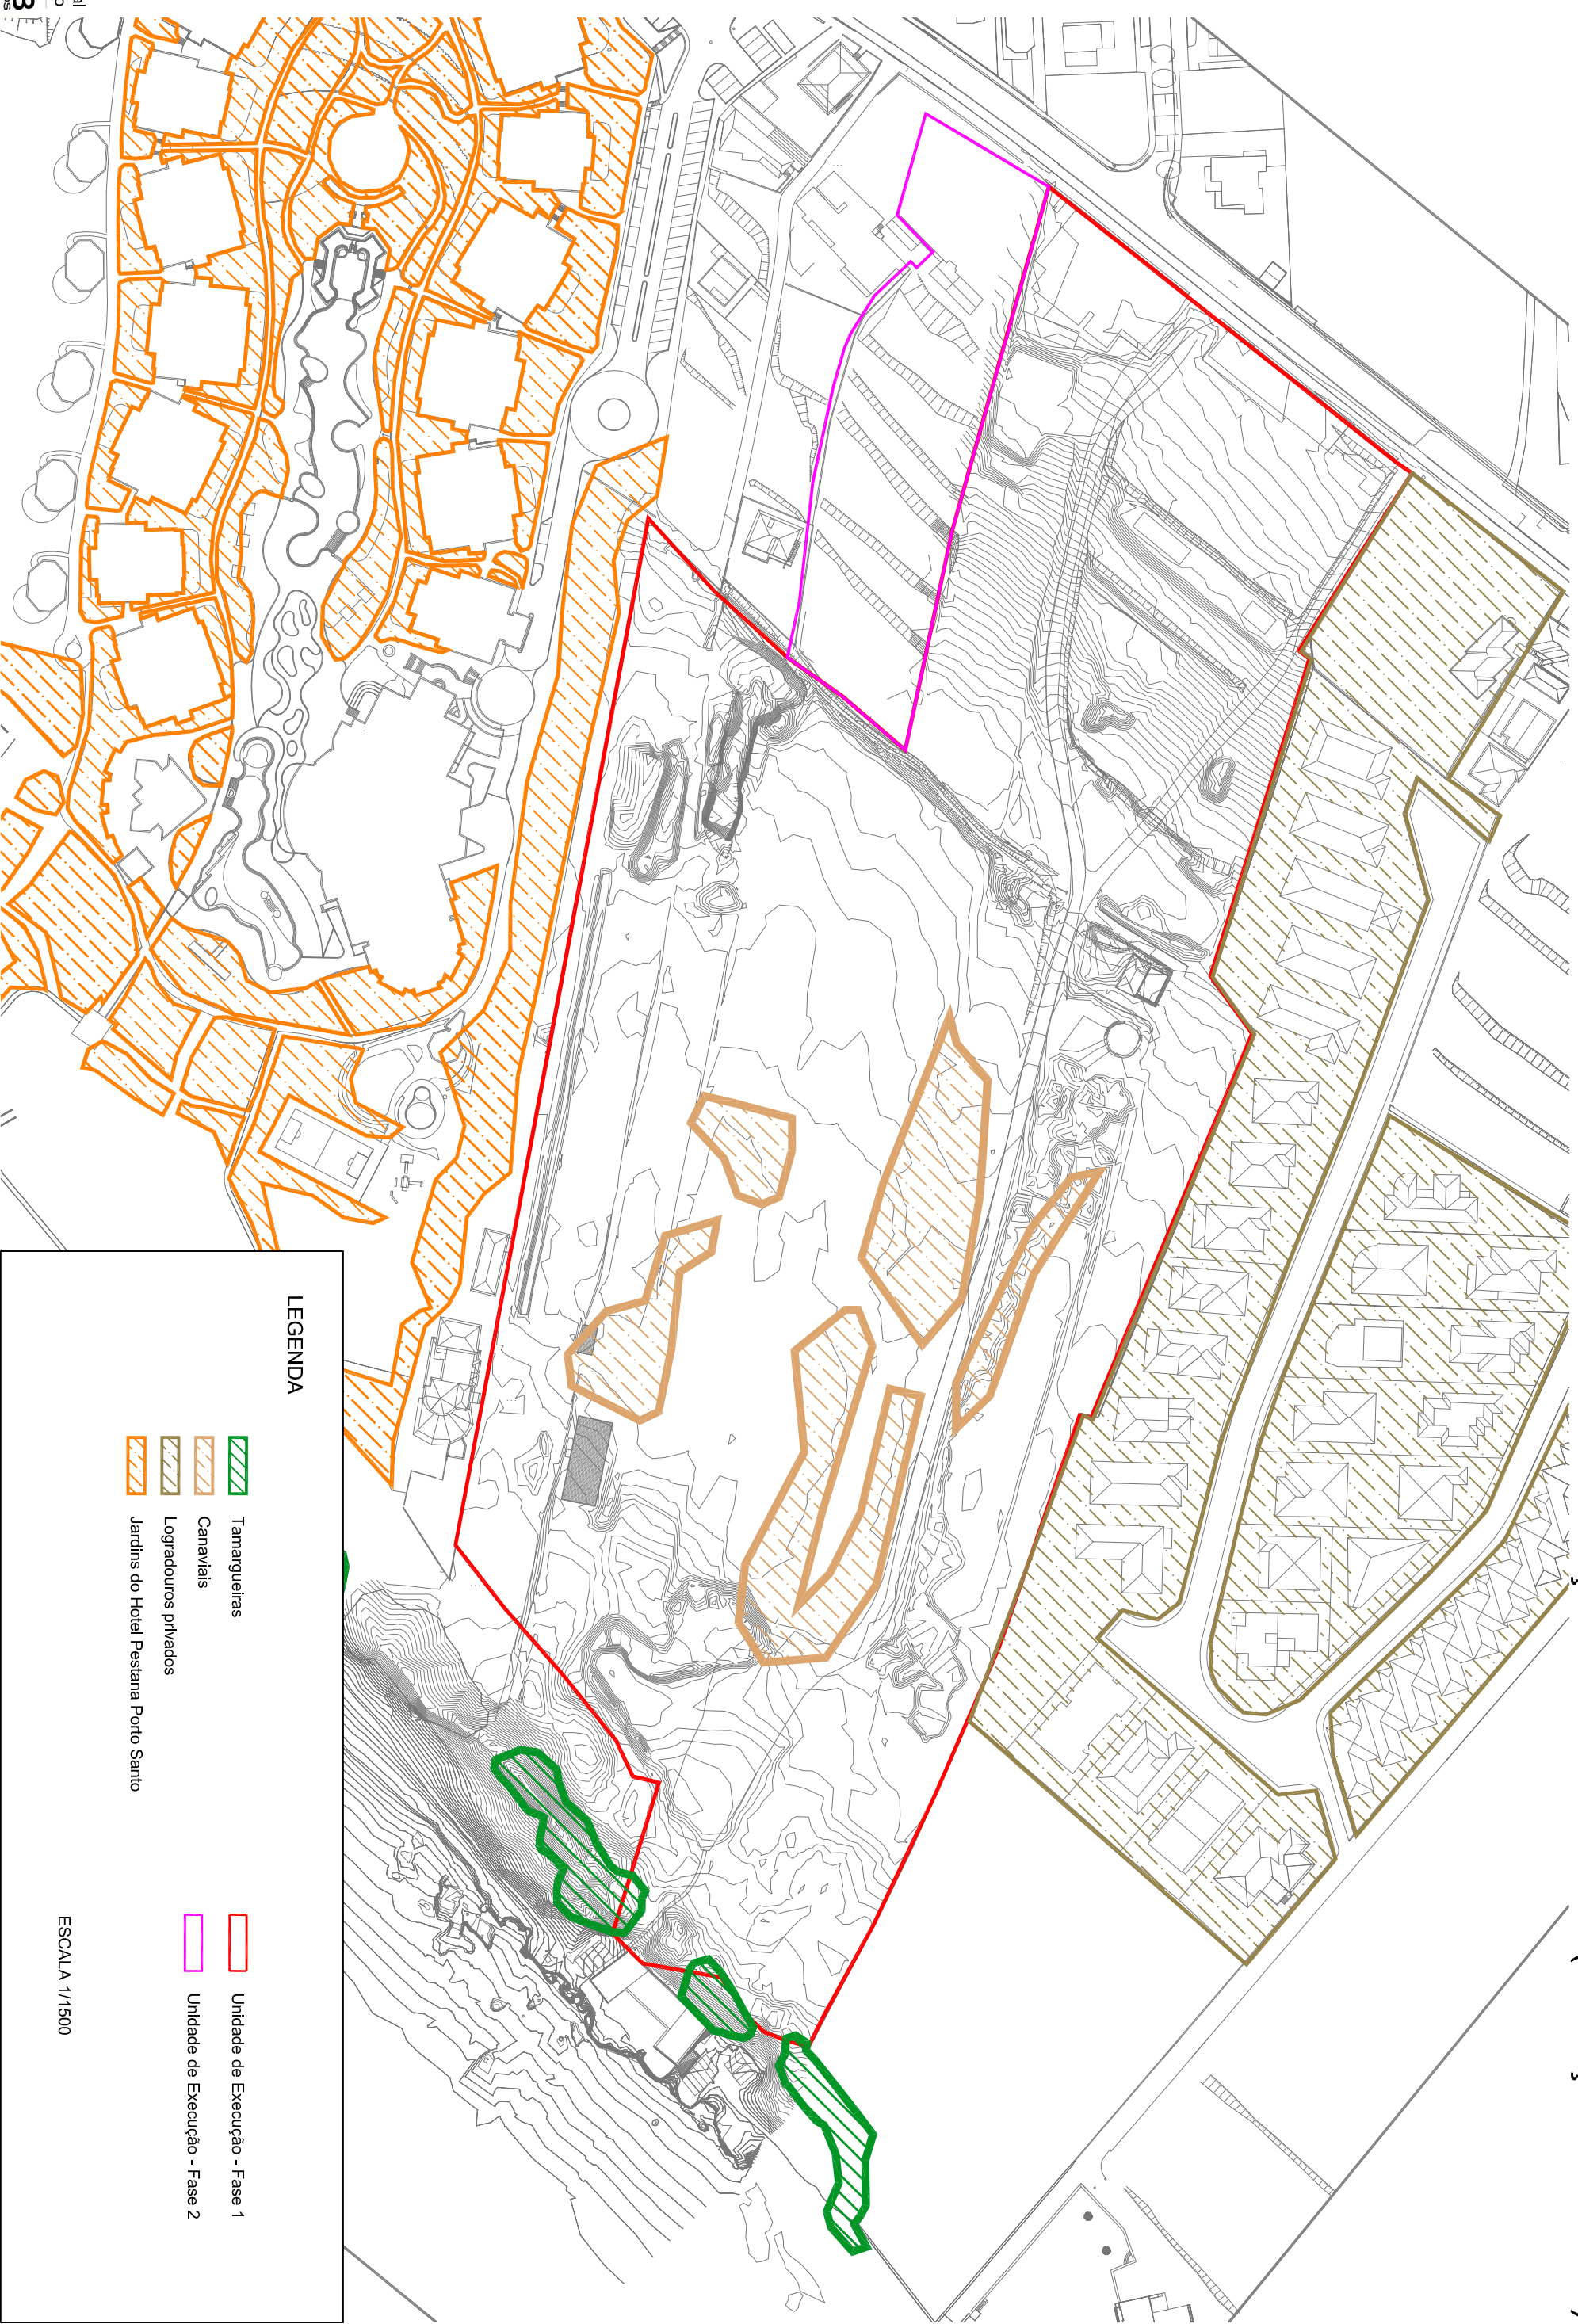 LEGENDA
Tamargueiras
Canaviais
Logradouros privados
Jardins do Hotel Pestana Porto Santo
Unidade de Execução - Fase 1
Unidade de Execução - Fase 2
ESCALA 1/1500